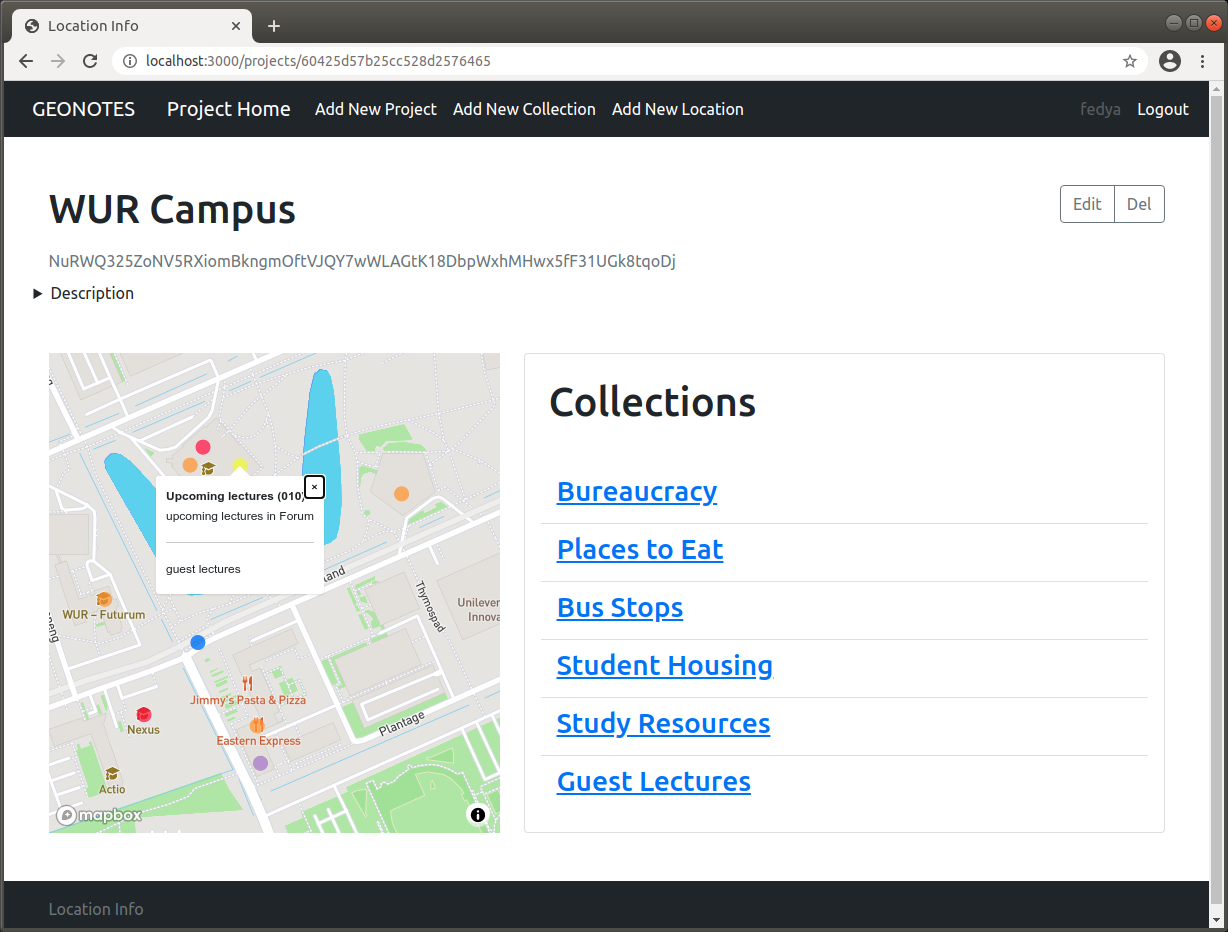 Location Info
localhost:3000/projects/60425d57b25cc528d2576465
GEONOTES Project Home Add New Project Add New Collection Add New Location fedya Logout
WUR Campus
Edit Del
NuRWQ325ZoNV5RXiomBkngmOftVJQY7wWLAGtK18DbpWxhMHwx5fF31UGk8tqoDj
Description
Upcoming lectures (010)
upcoming lectures in Forum
guest lectures
land
Thymospad
Unilever
Innova
WUR – Futurum
Jimmy's Pasta & Pizza
Nexus
Plantage
Eastern Express
Actio
mapbox
Collections
Bureaucracy
Places to Eat
Bus Stops
Student Housing
Study Resources
Guest Lectures
Location Info